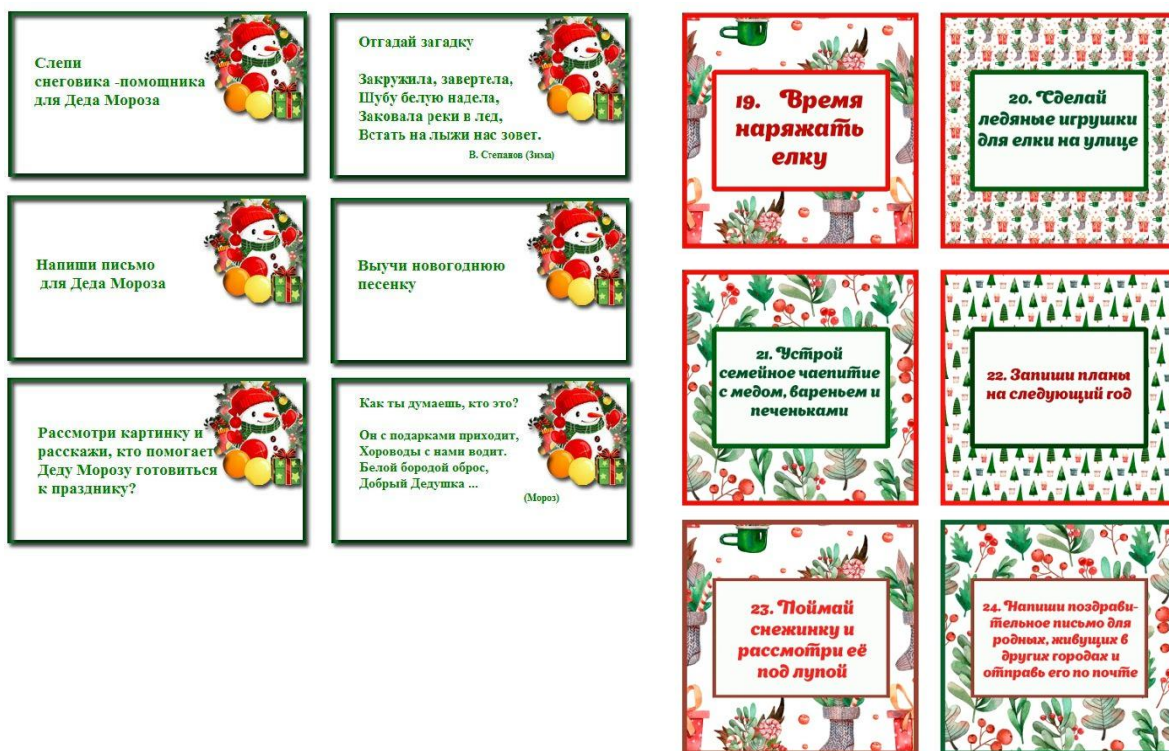 Слепи
снеговика -помощника
для Деда Мороза
Отгадай загадку
Закружила, завертела,
Шубу белую надела,
Заковала реки в лед,
Встать на лыжи нас зовет.
В. Степанов (Зима)
Напиши письмо
для Деда Мороза
Выучи новогоднюю
песенку
Рассмотри картинку и
расскажи, кто помогает
Деду Морозу готовиться
к празднику?
Как ты думаешь, кто это?
Он с подарками приходит,
Хороводы с нами водит.
Белой бородой оброс,
Добрый Дедушка ...
(Мороз)
19. Время
наряжать
елку
20. Сделай
ледяные игрушки
для елки на улице
21. Устрой
семейное чаепитие
с медом, вареньем и
печеньками
22. Запиши планы
на следующий год
23. Поймай
снежинку и
рассмотри её
под лупой
24. Напиши поздрави-
тельное письмо для
родных, живущих в
других городах и
отправь его по почте